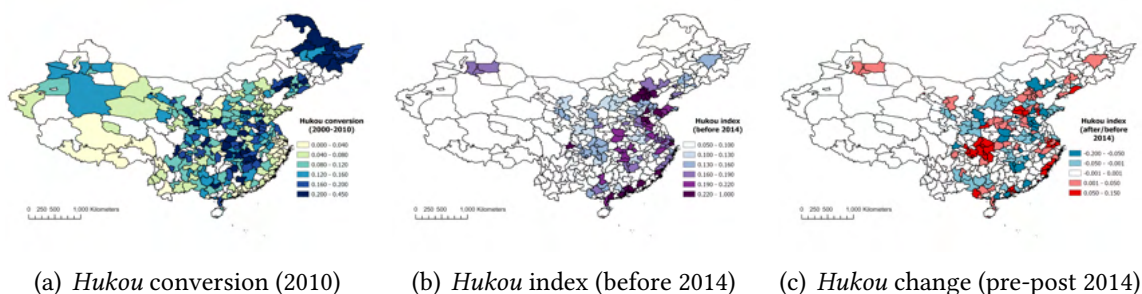 Hukou conversion
(2000-2010)
0.000 - 0.040
0.040 - 0.080
0.080 - 0.120
0.120 - 0.160
0.160 - 0.200
0.200 - 0.450
0 250 500 1,000 Kilometers
Hukou index
(before 2014)
0.050 - 0.100
0.100 - 0.130
0.130 - 0.160
0.160 - 0.190
0.190 - 0.220
0.220 - 1.000
0 250 500 1,000 Kilometers
Hukou index
(after/before
2014)
-0.200 - -0.050
-0.050 - -0.001
-0.001 - 0.001
0.001 - 0.050
0.050 - 0.150
0 250 500 1,000 Kilometers
(a) Hukou conversion (2010)
(b) Hukou index (before 2014)
(c) Hukou change (pre-post 2014)